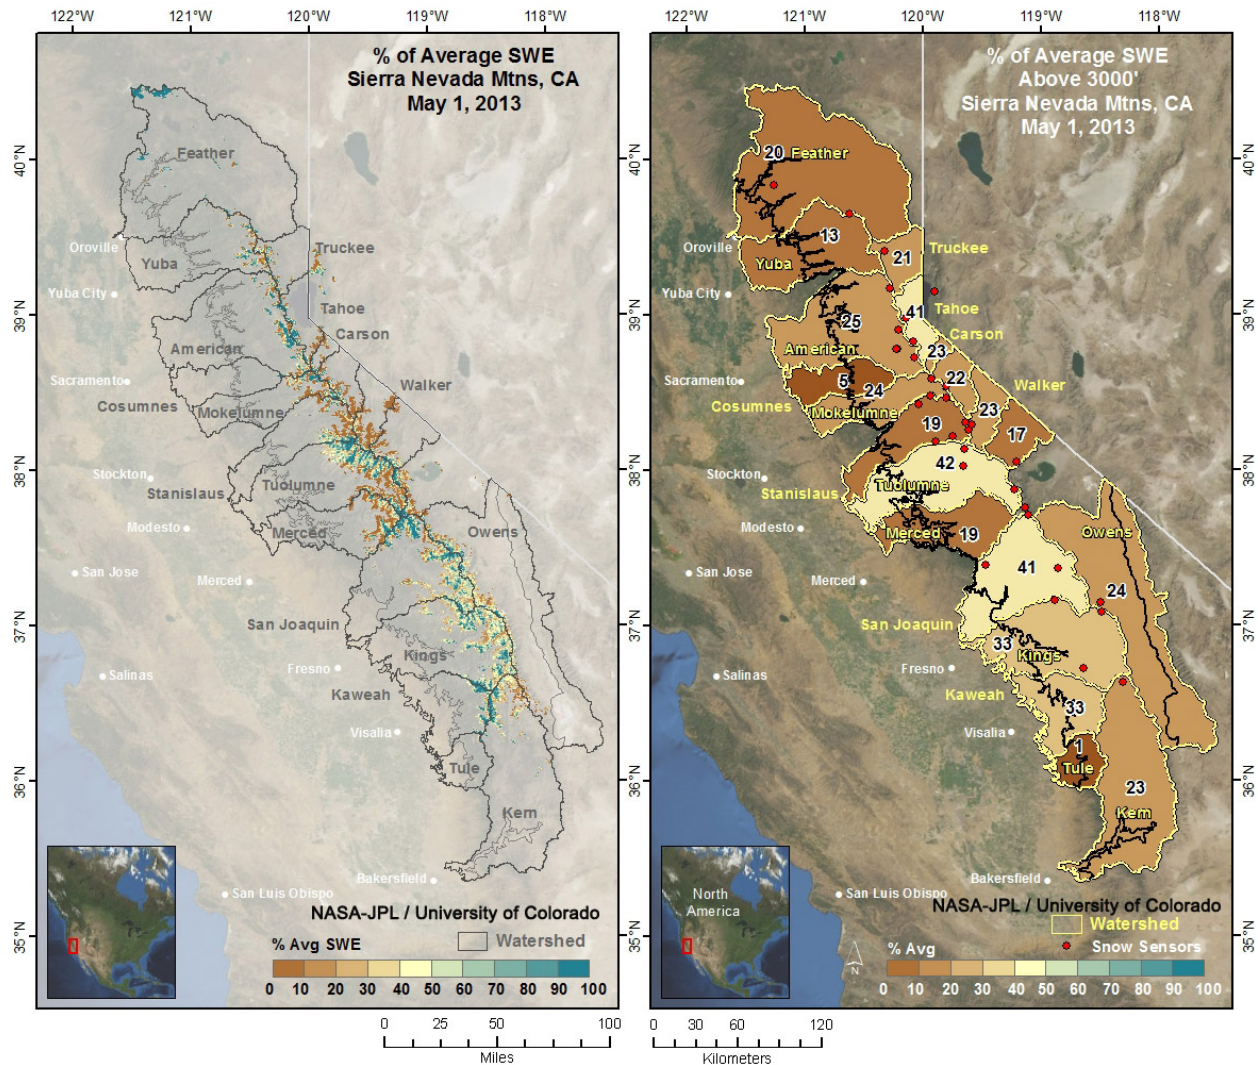 122°W 121°W 120°W 119°W 118°W
% of Average SWE
Sierra Nevada Mtns, CA
May 1, 2013
40°N
39°N
38°N
37°N
36°N
35°N
Feather
Oroville
Truckee
Yuba
Yuba City
Tahoe
Carson
American
Sacramento
Walker
Cosumnes
Mokelumne
Stockton
Tuolumne
Stanislaus
Modesto
Merced
Owens
San Jose
Merced
San Joaquin
Fresno
Kings
Salinas
Kaweah
Visalia
Tule
Kern
Bakersfield
San Luis Obispo
NASA-JPL / University of Colorado
% Avg SWE
Watershed
0 10 20 30 40 50 60 70 80 90 100
0 25 50 100
Miles
122°W 121°W 120°W 119°W 118°W
% of Average SWE
Above 3000'
Sierra Nevada Mtns, CA
May 1, 2013
40°N
39°N
38°N
37°N
36°N
35°N
20
Feather
13
Oroville
Truckee
21
Yuba
Yuba City
41
Tahoe
25
Carson
American
23
Sacramento
5
24
22
Walker
Cosumnes
Mokelumne
23
19
17
42
Stockton
Tuolumne
Stanislaus
Modesto
Merced
19
Owens
San Jose
Merced
41
24
San Joaquin
33
Kings
Fresno
Salinas
Kaweah
33
Visalia
1
Tule
23
Kern
Bakersfield
San Luis Obispo
North
America
NASA-JPL / University of Colorado
Watershed
% Avg
Snow Sensors
N
0 10 20 30 40 50 60 70 80 90 100
0 30 60 120
Kilometers